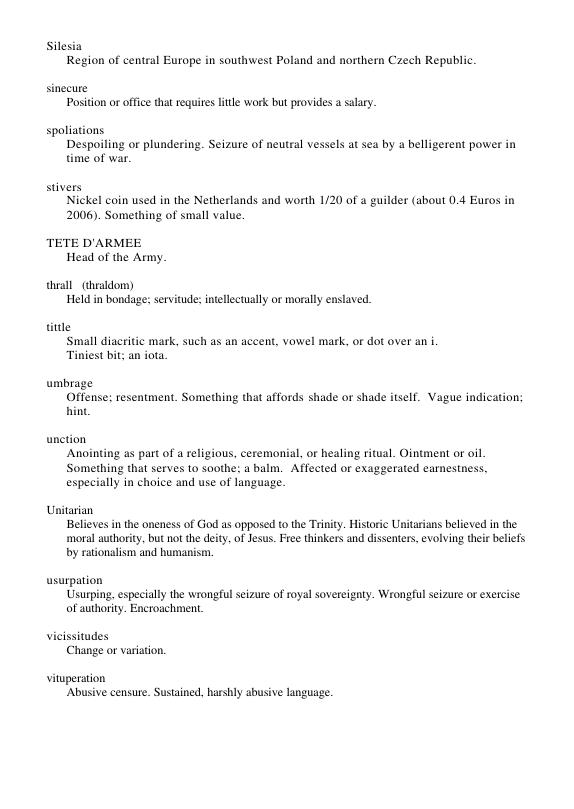 Silesia
Region of central Europe in southwest Poland and northern Czech Republic.
sinecure
Position or office that requires little work but provides a salary.
spoliations
Despoiling or plundering. Seizure of neutral vessels at sea by a belligerent power in
time of war.
stivers
Nickel coin used in the Netherlands and worth 1/20 of a guilder (about 0.4 Euros in
2006). Something of small value.
TETE D'ARMEE
Head of the Army.
thrall (thraldom)
Held in bondage; servitude; intellectually or morally enslaved.
tittle
Small diacritic mark, such as an accent, vowel mark, or dot over an i.
Tiniest bit; an iota.
umbrage
Offense; resentment. Something that affords shade or shade itself. Vague indication;
hint.
unction
Anointing as part of a religious, ceremonial, or healing ritual. Ointment or oil.
Something that serves to soothe; a balm. Affected or exaggerated earnestness,
especially in choice and use of language.
Unitarian
Believes in the oneness of God as opposed to the Trinity. Historic Unitarians believed in the
moral authority, but not the deity, of Jesus. Free thinkers and dissenters, evolving their beliefs
by rationalism and humanism.
usurpation
Usurping, especially the wrongful seizure of royal sovereignty. Wrongful seizure or exercise
of authority. Encroachment.
vicissitudes
Change or variation.
vituperation
Abusive censure. Sustained, harshly abusive language.